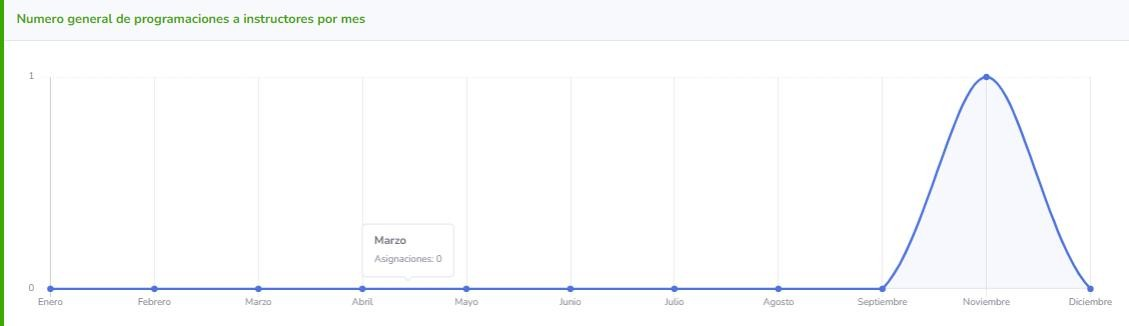 Numero general de programaciones a instructores por mes
1
Marzo
Asignaciones: 0
0
Enero Febrero Marzo Abril Mayo Junio Julio Agosto Septiembre Noviembre Diciembre